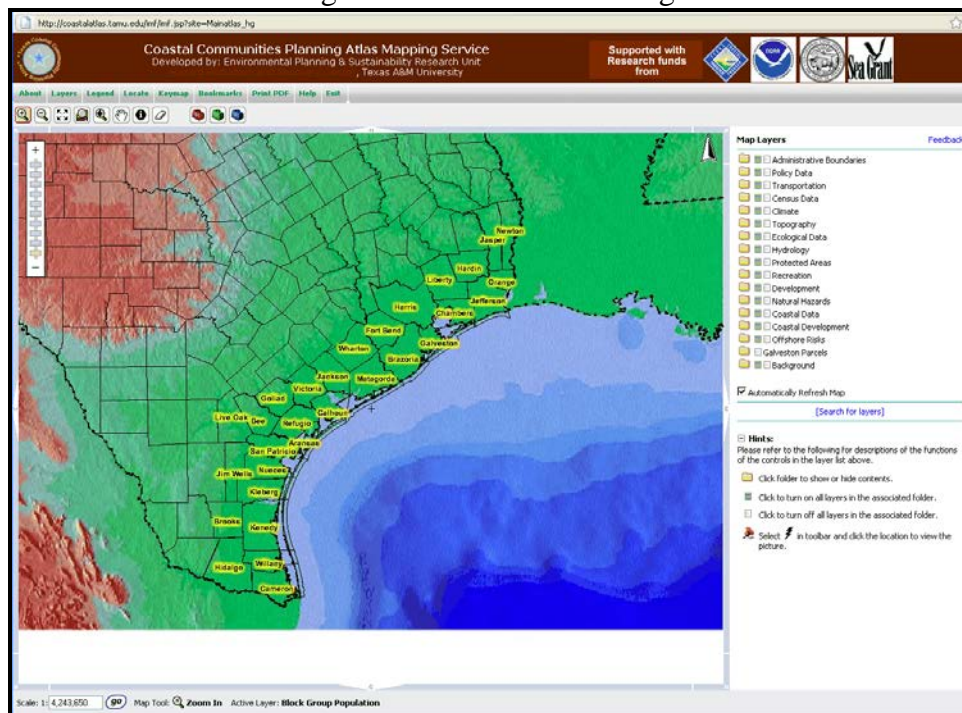 http://coastalatlas.tamu.edu/imf/imf.jsp?site=Mainatlas_hg
Coastal Communities Planning Atlas Mapping Service
Developed by: Environmental Planning & Sustainability Research Unit
, Texas A&M University
Supported with
Research funds
from
Sea Grant
About Layers Legend Locate Keymap Bookmarks Print PDF Help Exit
Newton
Jasper
Hardin
Liberty
Orange
Harris
Jefferson
Chambers
Fort Bend
Galveston
Wharton
Brazoria
Jackson
Matagorda
Victoria
Goliad
Calhoun
Live Oak
Bee
Refugio
Aransas
San Patricio
Jim Wells
Nueces
Kleberg
Brooks
Kenedy
Hidalgo
Willacy
Cameron
Map Layers Feedback
Administrative Boundaries
Policy Data
Transportation
Census Data
Climate
Topography
Ecological Data
Hydrology
Protected Areas
Recreation
Development
Natural Hazards
Coastal Data
Coastal Development
Offshore Risks
Galveston Parcels
Background
Automatically Refresh Map
[Search for layers]
Hints:
Please refer to the following for descriptions of the functions
of the controls in the layer list above.
Click folder to show or hide contents.
Click to turn on all layers in the associated folder.
Click to turn off all layers in the associated folder.
Select in toolbar and click the location to view the
picture.
Scale: 1: 4,243,650 go Map Tool: Zoom In Active Layer: Block Group Population